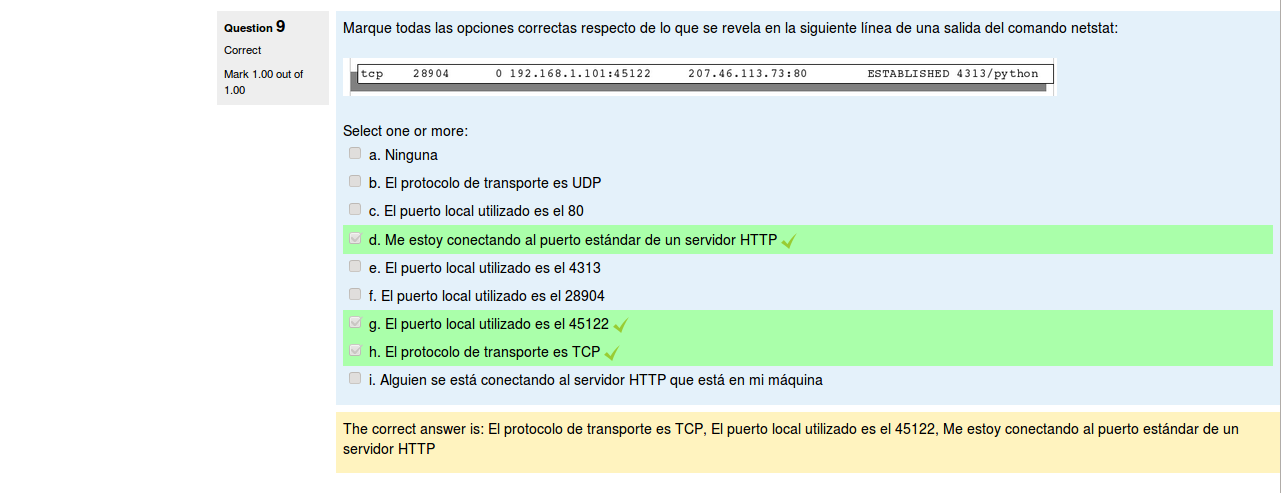 Question 9
Correct
Mark 1.00 out of
1.00
Marque todas las opciones correctas respecto de lo que se revela en la siguiente línea de una salida del comando netstat:
tcp 28904 0 192.168.1.101:45122 207.46.113.73:80 ESTABLISHED 4313/python
Select one or more:
a. Ninguna
b. El protocolo de transporte es UDP
c. El puerto local utilizado es el 80
d. Me estoy conectando al puerto estándar de un servidor HTTP
e. El puerto local utilizado es el 4313
f. El puerto local utilizado es el 28904
g. El puerto local utilizado es el 45122
h. El protocolo de transporte es TCP
i. Alguien se está conectando al servidor HTTP que está en mi máquina
The correct answer is: El protocolo de transporte es TCP, El puerto local utilizado es el 45122, Me estoy conectando al puerto estándar de un
servidor HTTP